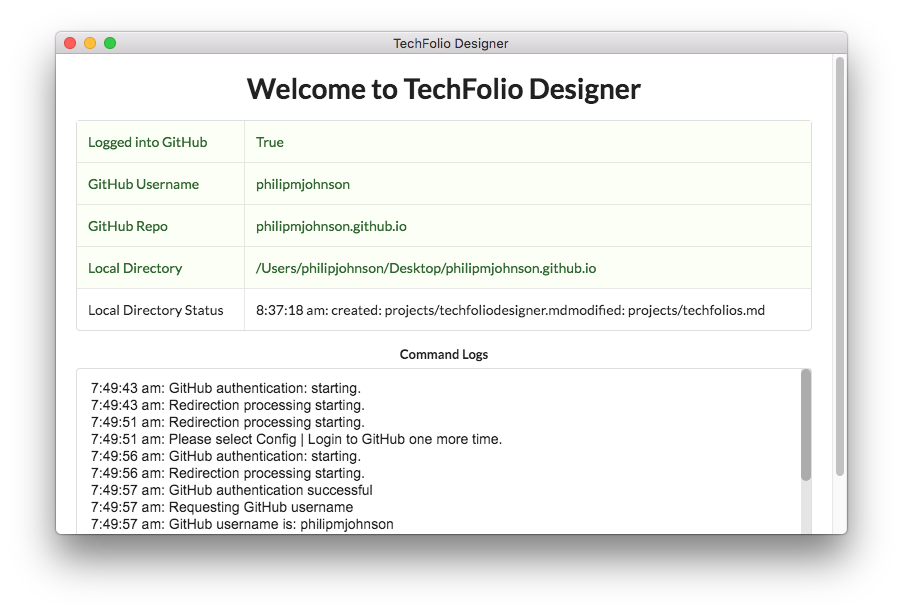 TechFolio Designer
Welcome to TechFolio Designer
Logged into GitHub True
GitHub Username philipmjohnson
GitHub Repo philipmjohnson.github.io
Local Directory /Users/philipjohnson/Desktop/philipmjohnson.github.io
Local Directory Status 8:37:18 am: created: projects/techfoliodesigner.mdmodified: projects/techfolios.md
Command Logs
7:49:43 am: GitHub authentication: starting.
7:49:43 am: Redirection processing starting.
7:49:51 am: Redirection processing starting.
7:49:51 am: Please select Config | Login to GitHub one more time.
7:49:56 am: GitHub authentication: starting.
7:49:56 am: Redirection processing starting.
7:49:57 am: GitHub authentication successful
7:49:57 am: Requesting GitHub username
7:49:57 am: GitHub username is: philipmjohnson